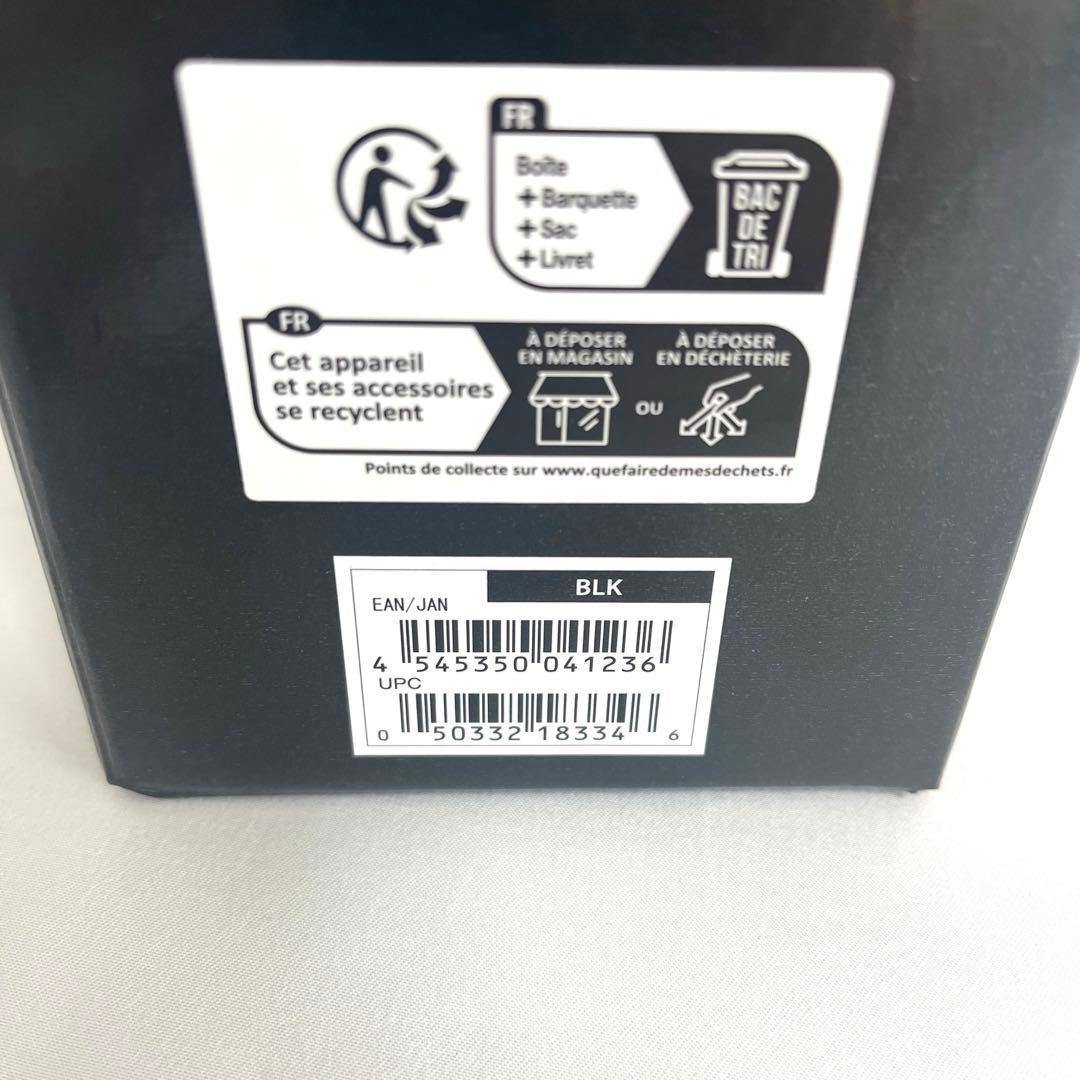 FR
Boîte
+ Barquette
+ Sac
+ Livret
BAC
DE
TRI
FR
Cet appareil
et ses accessoires
se recyclent
À DÉPOSER
EN MAGASIN
OU
À DÉPOSER
EN DÉCHÈTERIE
Points de collecte sur www.quefairedemesdechets.fr
BLK
EAN/JAN
4 545350 041236
UPC
0 50332 18334 6